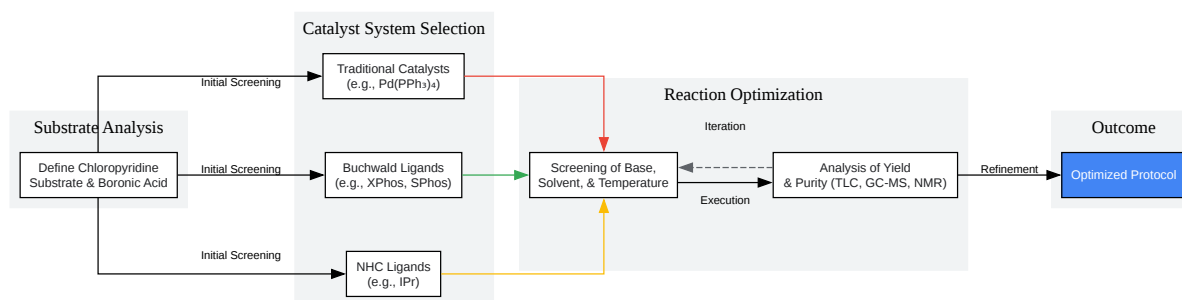 Catalyst System Selection
Traditional Catalysts
(e.g., Pd(PPh₃)₄)
Initial Screening
Reaction Optimization
Substrate Analysis
Iteration
Outcome
Define Chloropyridine
Substrate & Boronic Acid
Initial Screening
Buchwald Ligands
(e.g., XPhos, SPhos)
Screening of Base,
Solvent, & Temperature
Execution
Analysis of Yield
& Purity (TLC, GC-MS, NMR)
Refinement
Optimized Protocol
Initial Screening
NHC Ligands
(e.g., IPr)